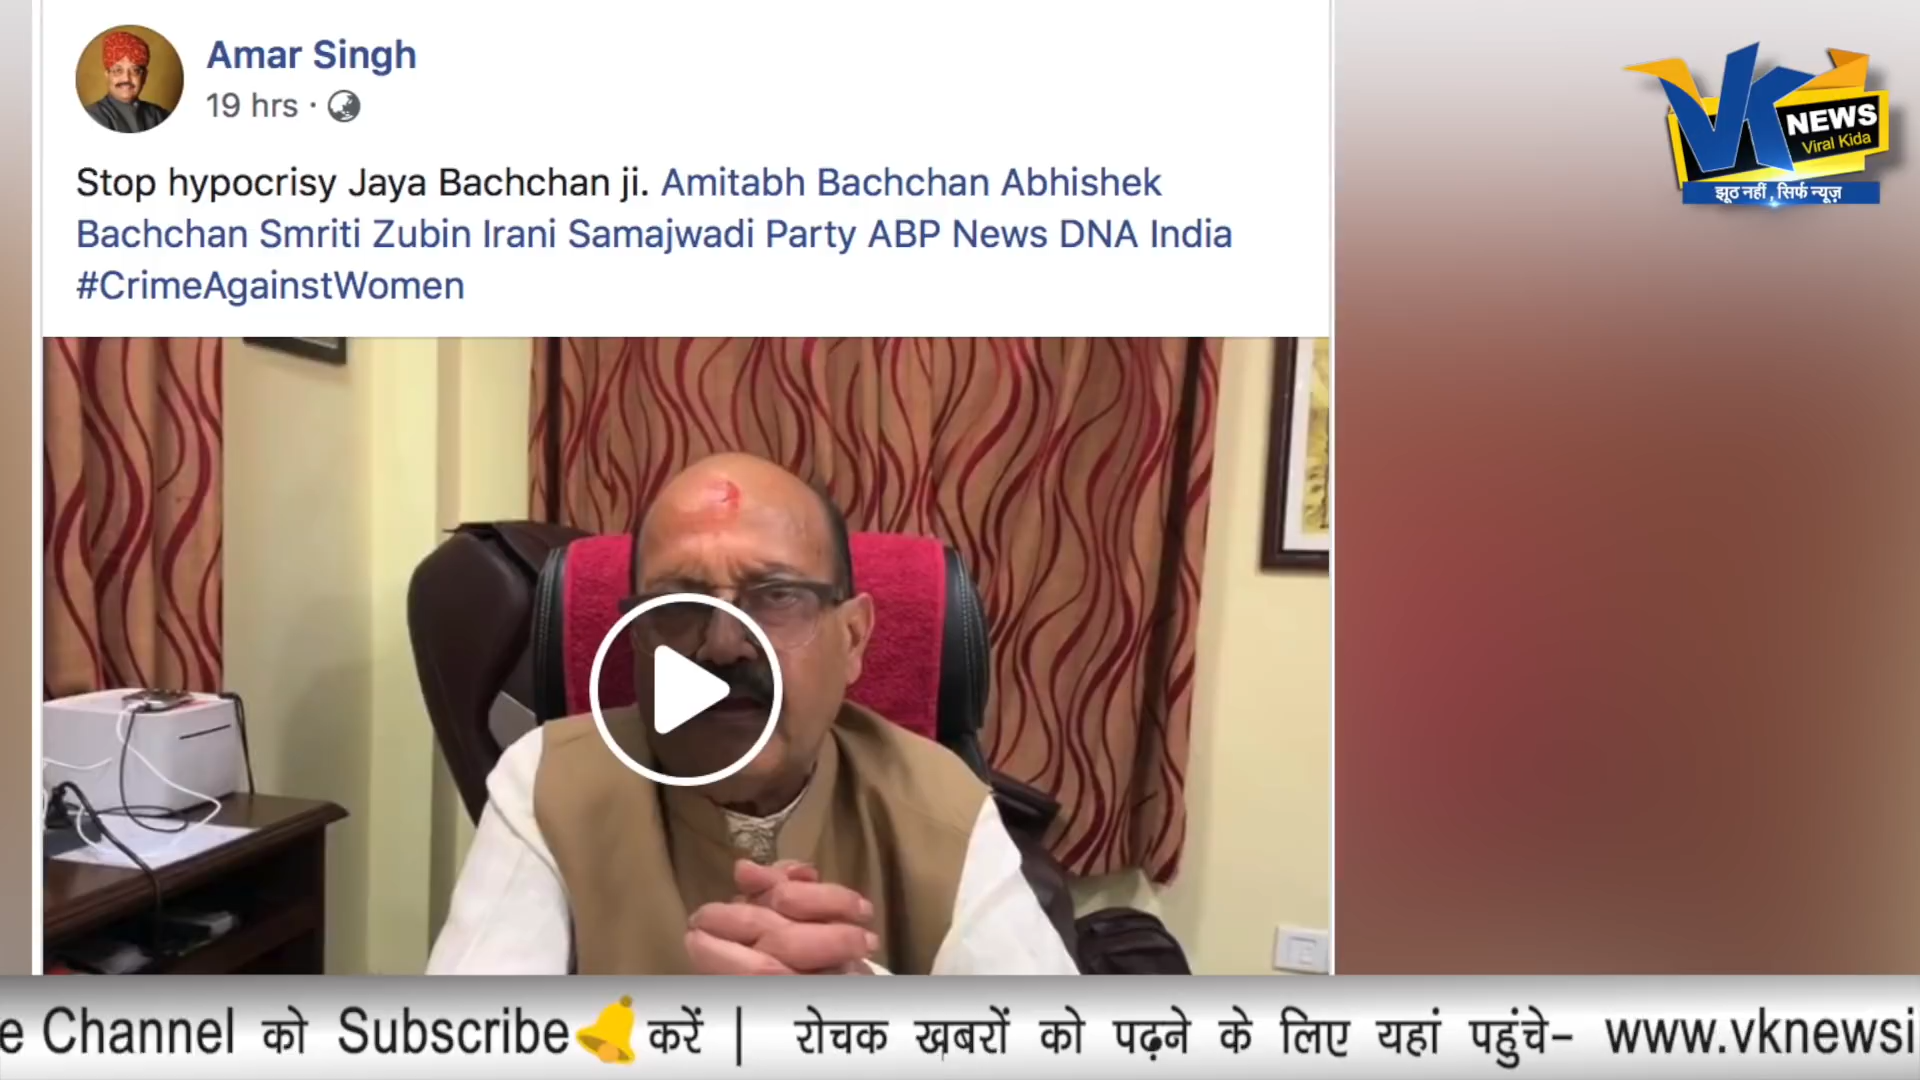 Amar Singh
19 hrs ·
Stop hypocrisy Jaya Bachchan ji. Amitabh Bachchan Abhishek
Bachchan Smriti Zubin Irani Samajwadi Party ABP News DNA India
#CrimeAgainstWomen
VK
NEWS
Viral Kida
झूठ नहीं, सिर्फ न्यूज़
e Channel को Subscribe करें | रोचक ख़बरों को पढ़ने के लिए यहां पहुंचे- www.vknewsi